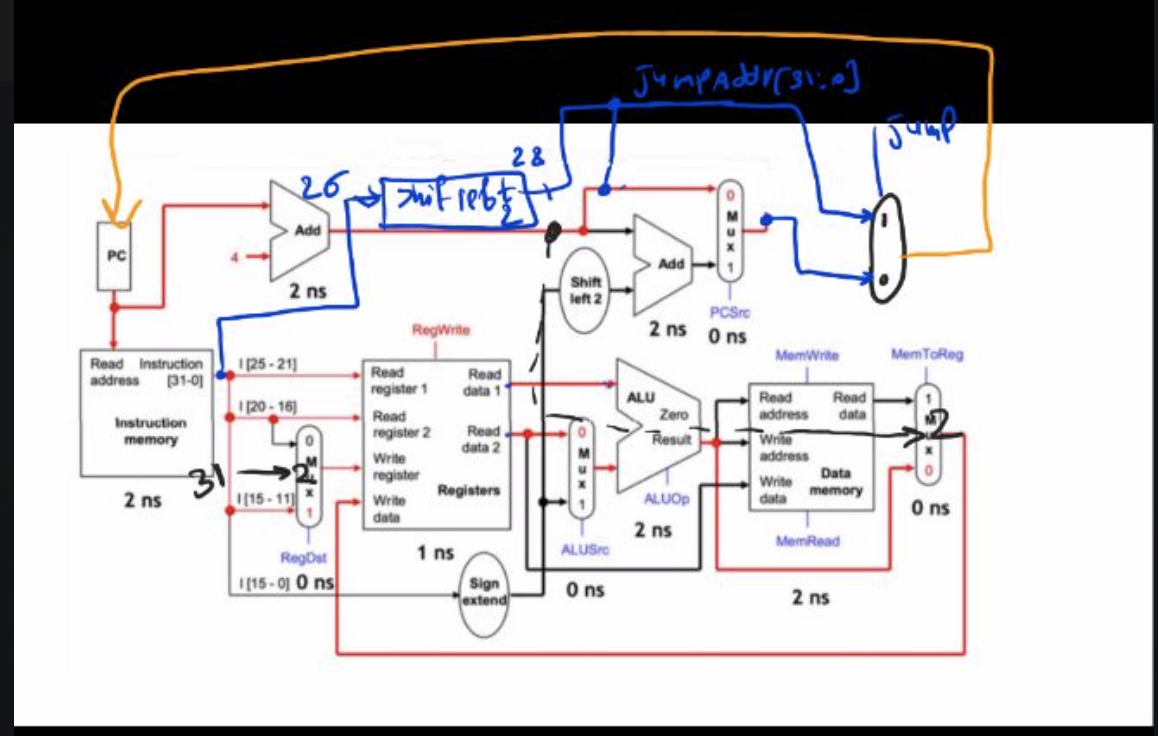 JumpAddr[31:0]
Jump
28
26
shift left
2
1
0
PC
Add
4
2 ns
0
M
u
x
1
Add
Shift
left 2
2 ns
PCSrc
0 ns
RegWrite
MemWrite
MemToReg
Read
address
Instruction
[31-0]
Instruction
memory
2 ns
I [25 - 21]
I [20 - 16]
I [15 - 11]
I [15 - 0]
31
0
M
2
x
1
RegDst
0 ns
Read
register 1
Read
data 1
Read
register 2
Read
data 2
Write
register
Write
data
Registers
1 ns
Sign
extend
0
M
u
x
1
ALUSrc
0 ns
ALU
Zero
Result
ALUOp
2 ns
Read
address
Read
data
Write
address
Write
data
Data
memory
MemRead
2 ns
1
M
2
x
0
0 ns